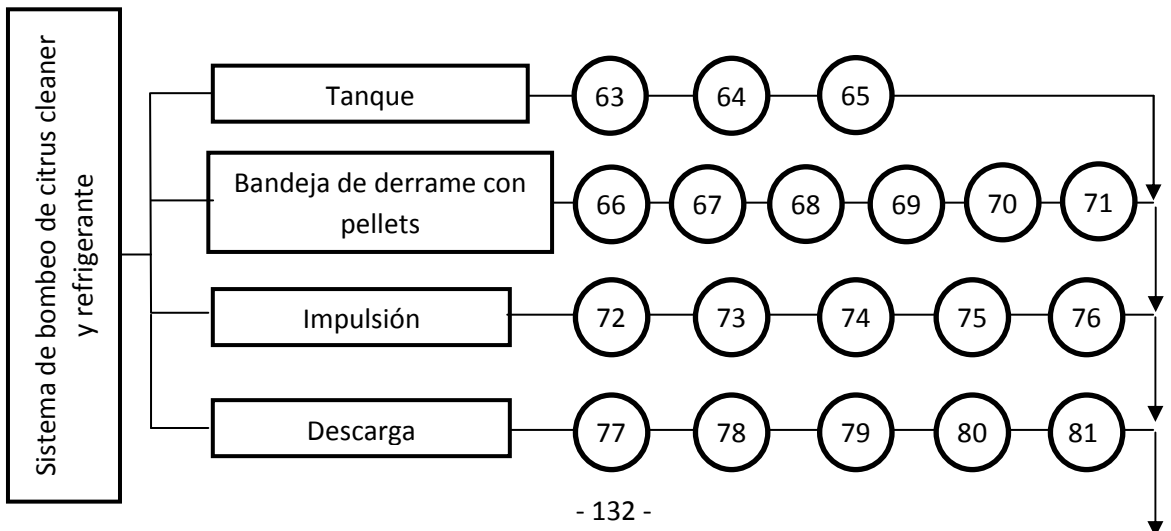 Sistema de bombeo de citrus cleaner
y refrigerante
Tanque
63 64 65
Bandeja de derrame con
pellets
66 67 68 69 70 71
Impulsión
72 73 74 75 76
Descarga
77 78 79 80 81
- 132 -